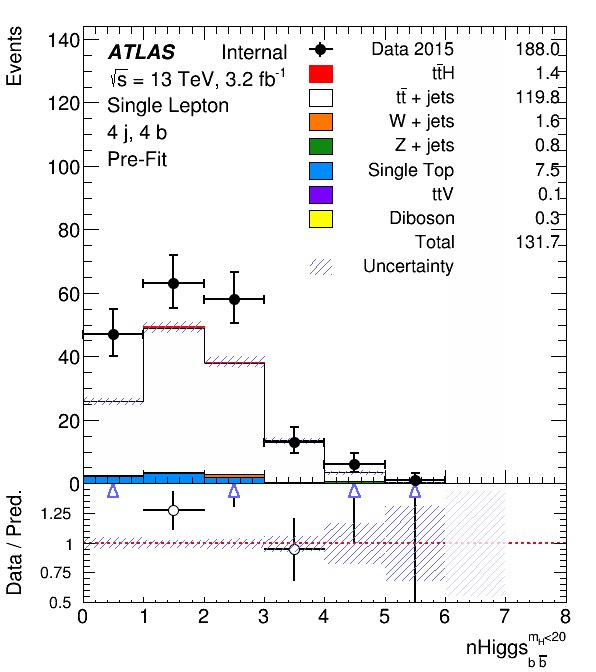 Events
140
120
100
80
60
40
20
0
ATLAS Internal
√s = 13 TeV, 3.2 fb⁻¹
Single Lepton
4 j, 4 b
Pre-Fit
Data 2015 188.0
tt̄H 1.4
tt̄ + jets 119.8
W + jets 1.6
Z + jets 0.8
Single Top 7.5
ttV 0.1
Diboson 0.3
Total 131.7
Uncertainty
Data / Pred.
1.25
1
0.75
0.5
0 1 2 3 4 5 6 7 8
nHiggs m_H<20 b b̄